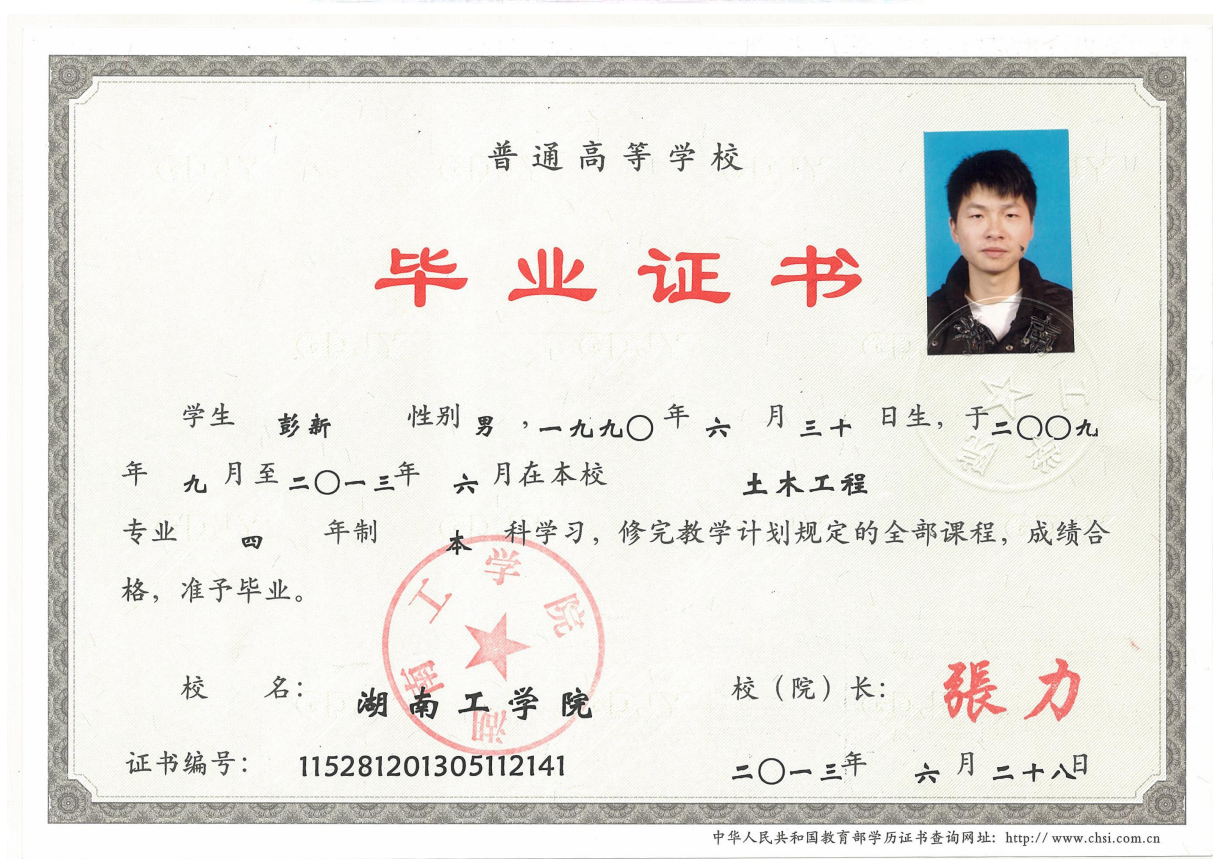 普通高等学校
毕业证书
学生 彭新 性别 男，一九九〇年 六 月 三十 日生，于二〇〇九
年 九 月至二〇一三年 六 月在本校 土木工程
专业 四 年制 本 科学习，修完教学计划规定的全部课程，成绩合
格，准予毕业。
湖南工学院
湖南工学院
校 名： 湖南工学院 校（院）长： 張力
证书编号： 115281201305112141 二〇一三年 六 月 二十八日
中华人民共和国教育部学历证书查询网址：http:// www.chsi.com.cn